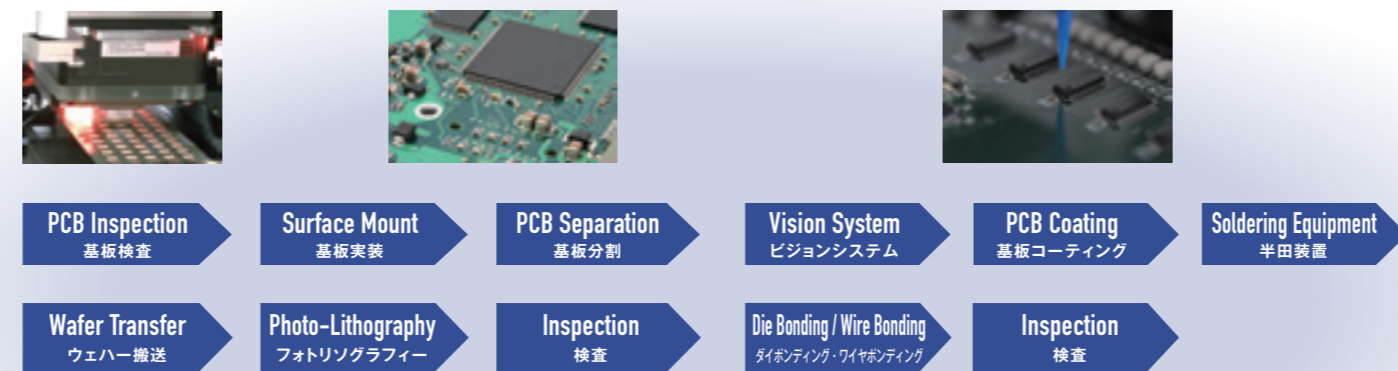 PCB Inspection
基板検査
Surface Mount
基板実装
PCB Separation
基板分割
Vision System
ビジョンシステム
PCB Coating
基板コーティング
Soldering Equipment
半田装置
Wafer Transfer
ウェハー搬送
Photo-Lithography
フォトリソグラフィー
Inspection
検査
Die Bonding / Wire Bonding
ダイボンディング・ワイヤボンディング
Inspection
検査